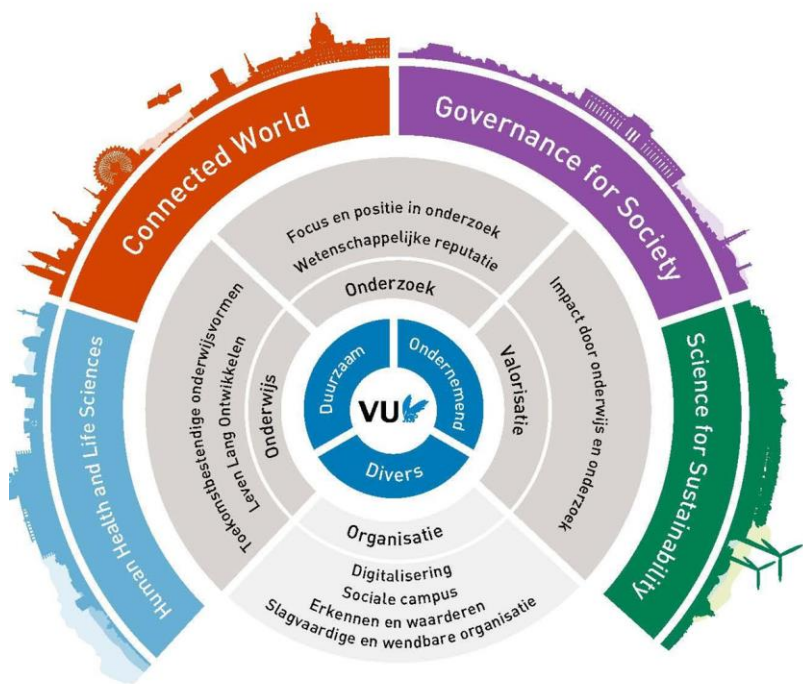 Connected World
Governance for Society
Human Health and Life Sciences
Science for Sustainability
Focus en positie in onderzoek
Wetenschappelijke reputatie
Onderzoek
Toekomstbestendige onderwijsvormen
Leven Lang Ontwikkelen
Onderwijs
Valorisatie
Impact door onderwijs en onderzoek
Duurzaam
Ondernemend
VU
Divers
Organisatie
Digitalisering
Sociale campus
Erkennen en waarderen
Slagvaardige en wendbare organisatie